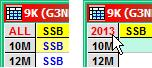 9K (G3N
ALL SSB
10M SSB
12M SSB
9K (G3N
2013 SSB
10M
12M